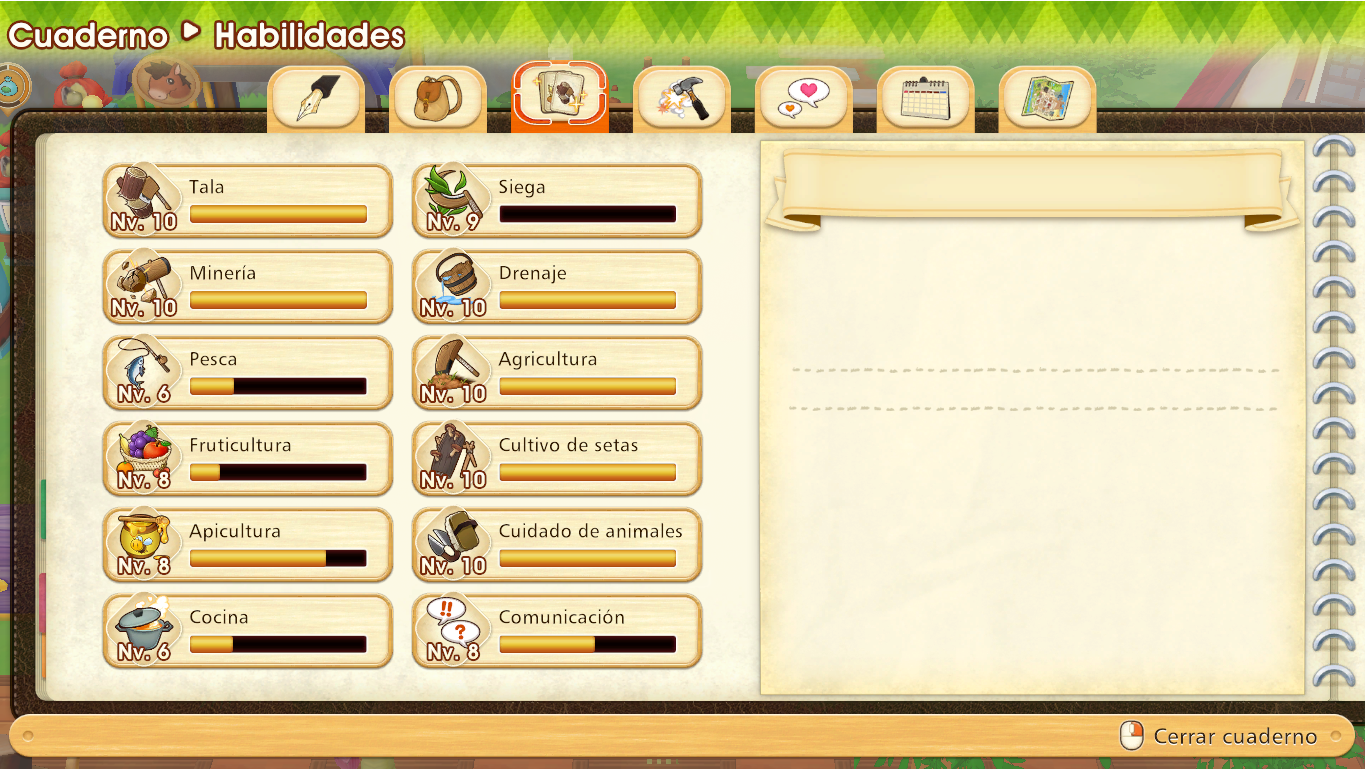 Cuaderno ▶ Habilidades
Tala
Nv. 10
Siega
Nv. 9
Minería
Nv. 10
Drenaje
Nv. 10
Pesca
Nv. 6
Agricultura
Nv. 10
Fruticultura
Nv. 8
Cultivo de setas
Nv. 10
Apicultura
Nv. 8
Cuidado de animales
Nv. 10
Cocina
Nv. 6
!!
?
Comunicación
Nv. 8
Cerrar cuaderno